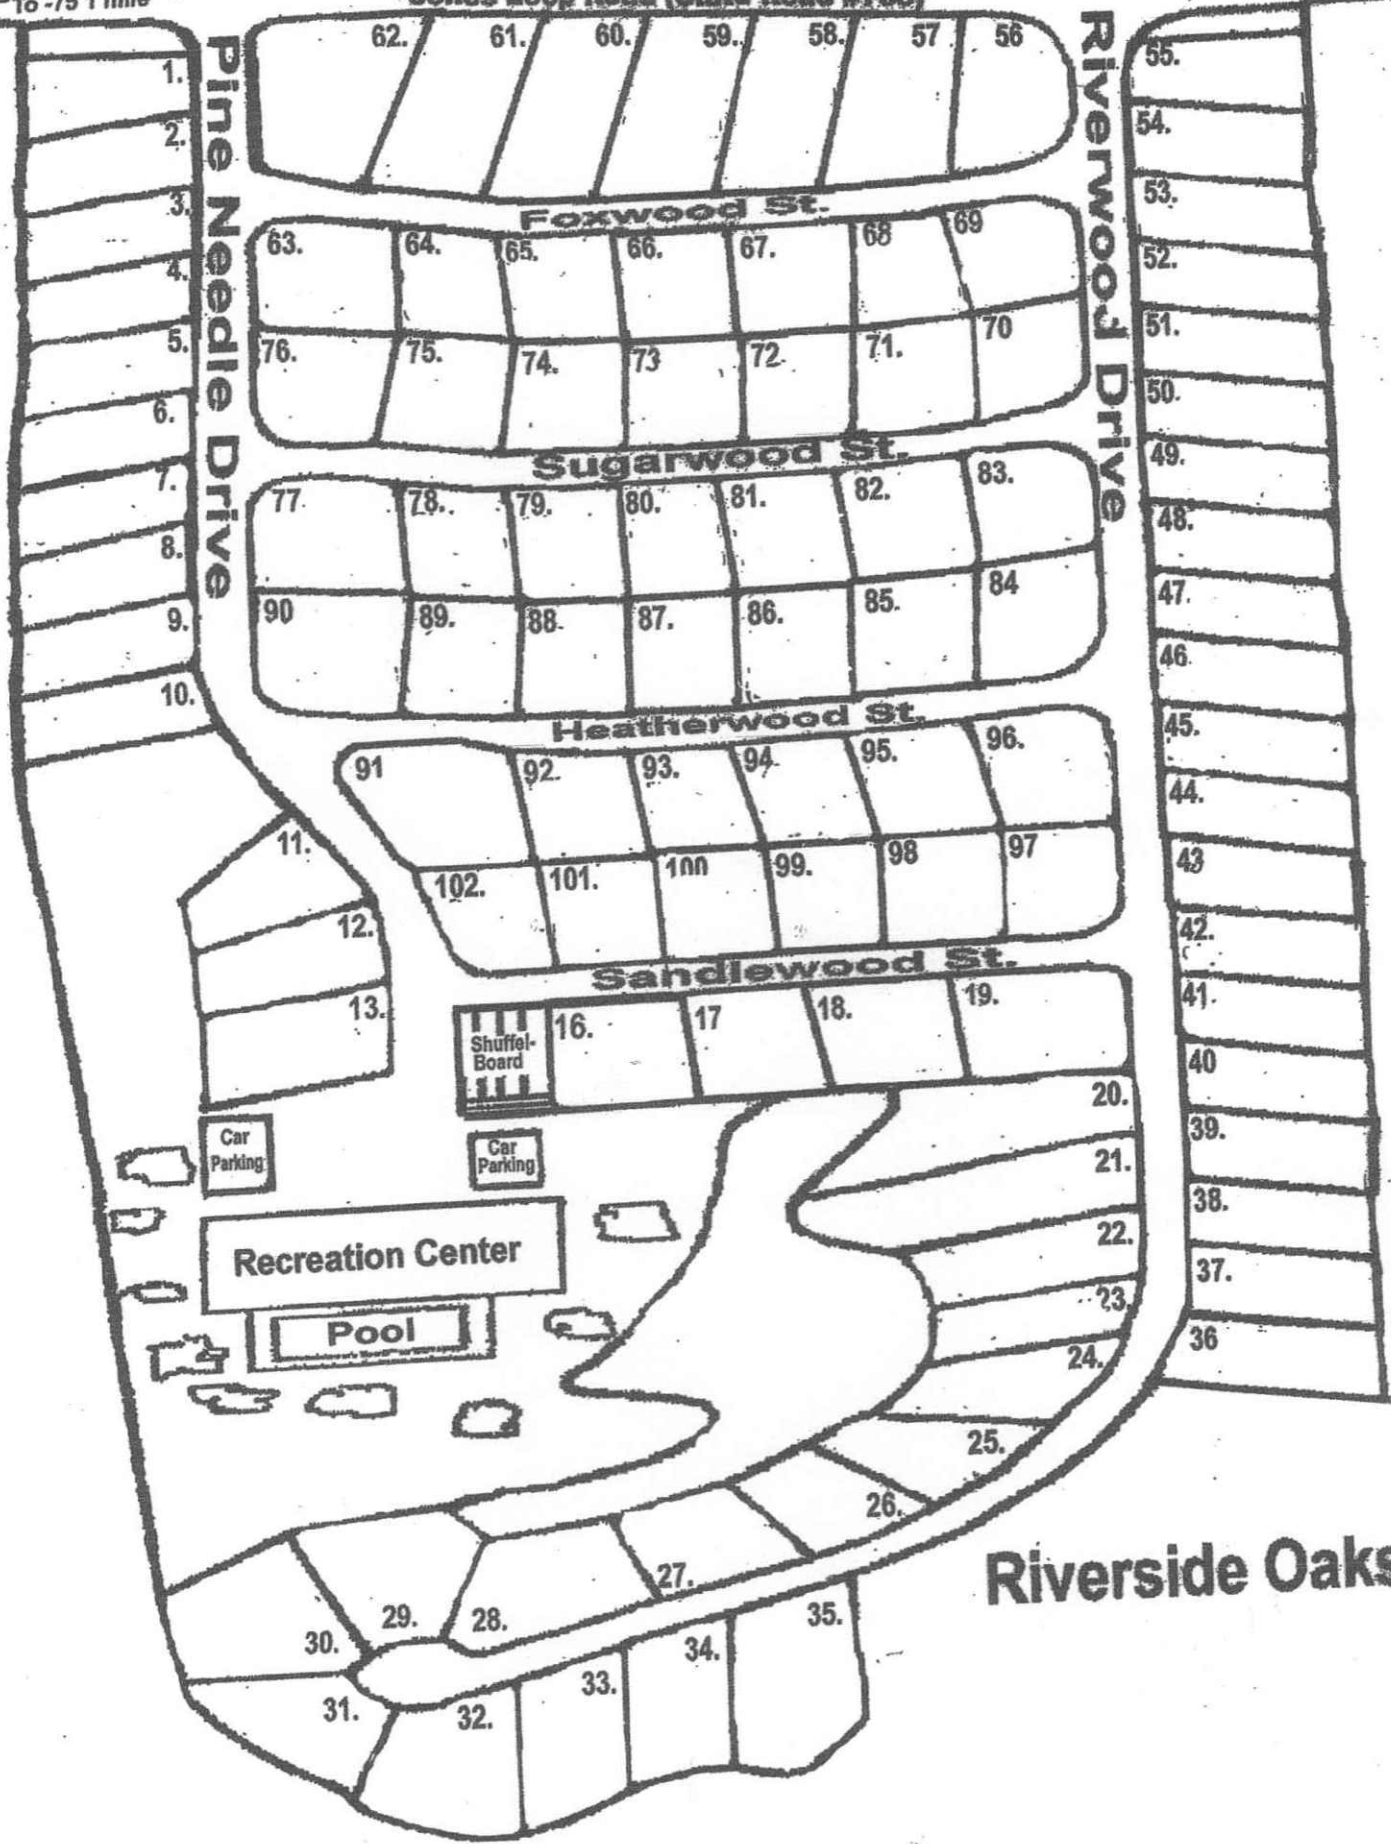 Pine Needle Drive
Riverwood Drive
62. 61. 60. 59. 58. 57 56
55.
1.
54.
2.
53.
3.
Foxwood St.
63. 64. 65. 66. 67. 68 69
52.
4.
51.
5.
76. 75. 74. 73 72 71. 70
50.
6.
Sugarwood St.
49.
7.
77 78. 79. 80. 81. 82. 83.
48.
8.
47.
9.
90 89. 88 87. 86. 85. 84
46
10.
Heatherwood St.
45.
91 92. 93. 94 95. 96.
44.
11.
43
102. 101. 100 99. 98 97
12.
42.
Sandlewood St.
41.
13.
Shuffel-
Board
16. 17 18. 19.
40
20.
39.
Car
Parking
Car
Parking
21.
38.
22.
Recreation Center
37.
23.
Pool
36
24.
25.
26.
27.
Riverside Oaks
28.
29.
30.
35.
34.
33.
32.
31.